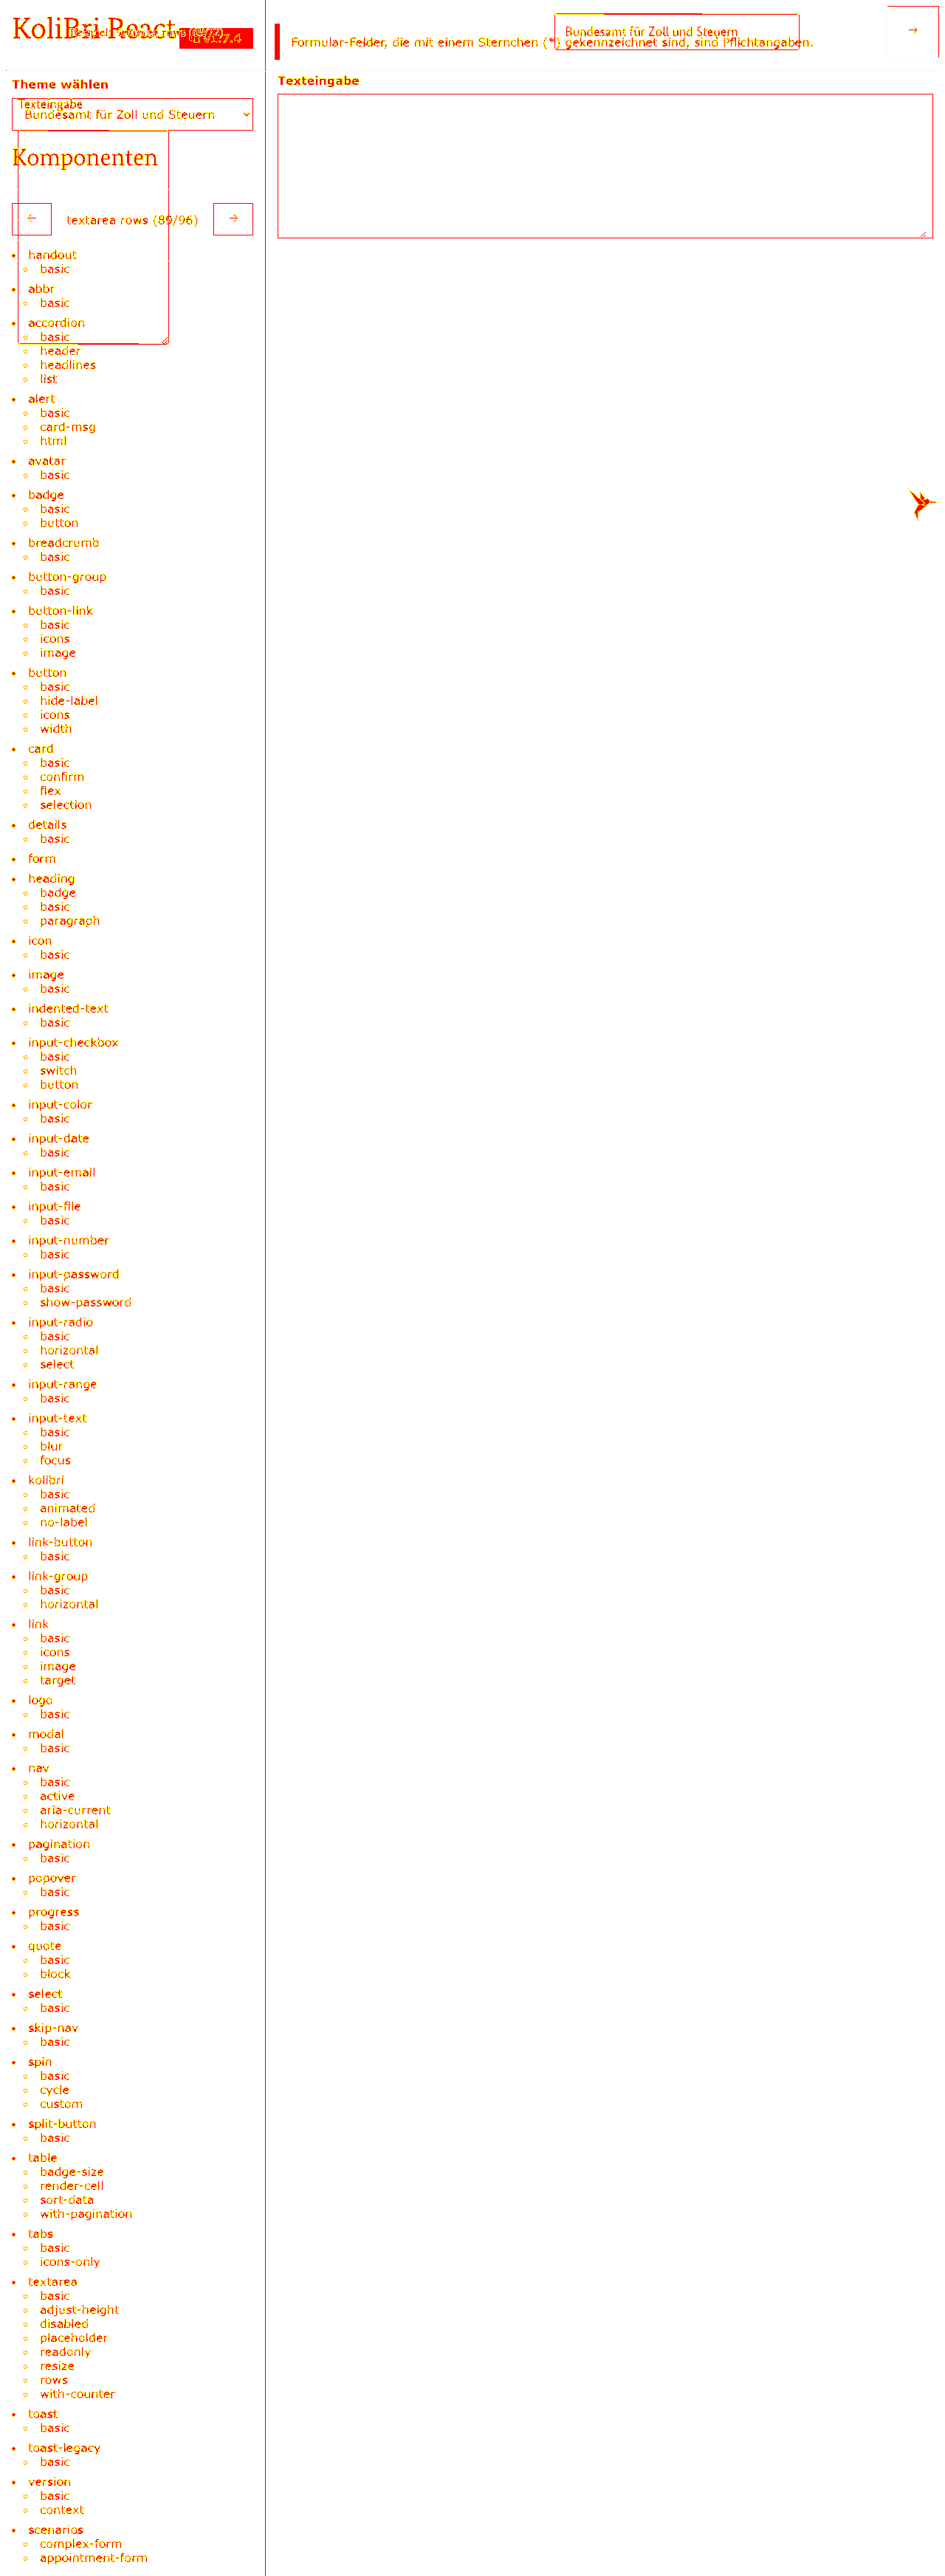 KoliBri React
Formular-Felder, die mit einem Sternchen (*) gekennzeichnet sind, sind Pflichtangaben.
Bundesamt für Zoll und Steuern
→
Theme wählen
Texteingabe
Bundesamt für Zoll und Steuern
Texteingabe
Komponenten
← textarea rows (89/96) →
handout
basic
abbr
basic
accordion
basic
header
headlines
list
alert
basic
card-msg
html
avatar
basic
badge
basic
button
breadcrumb
basic
button-group
basic
button-link
basic
icons
image
button
basic
hide-label
icons
width
card
basic
confirm
flex
selection
details
basic
form
heading
badge
basic
paragraph
icon
basic
image
basic
indented-text
basic
input-checkbox
basic
switch
button
input-color
basic
input-date
basic
input-email
basic
input-file
basic
input-number
basic
input-password
basic
show-password
input-radio
basic
horizontal
select
input-range
basic
input-text
basic
blur
focus
kolibri
basic
animated
no-label
link-button
basic
link-group
basic
horizontal
link
basic
icons
image
target
logo
basic
modal
basic
nav
basic
active
aria-current
horizontal
pagination
basic
popover
basic
progress
basic
quote
basic
block
select
basic
skip-nav
basic
spin
basic
cycle
custom
split-button
basic
table
badge-size
render-cell
sort-data
with-pagination
tabs
basic
icons-only
textarea
basic
adjust-height
disabled
placeholder
readonly
resize
rows
with-counter
toast
basic
toast-legacy
basic
version
basic
context
scenarios
complex-form
appointment-form